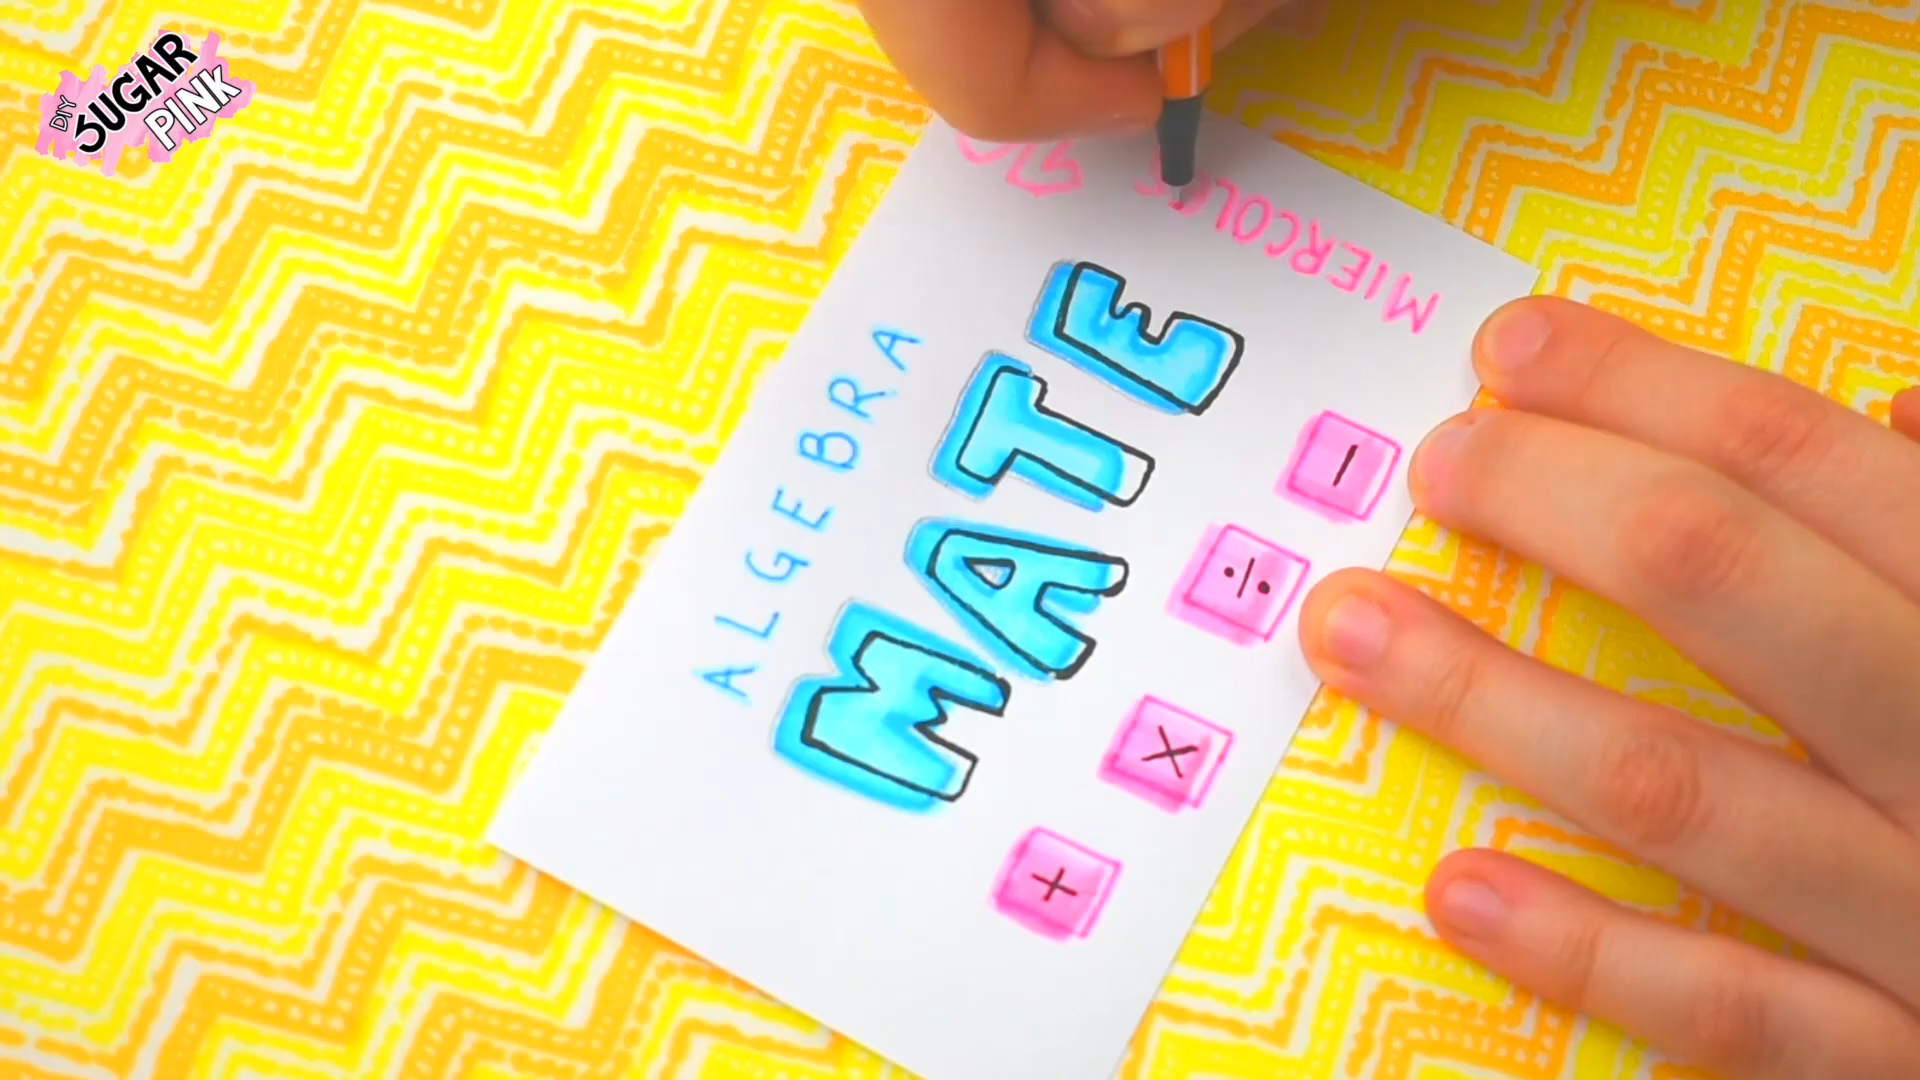 DIY
SUGAR
PINK
ALGEBRA
MATE
+ x ÷ -
MIERCOLES